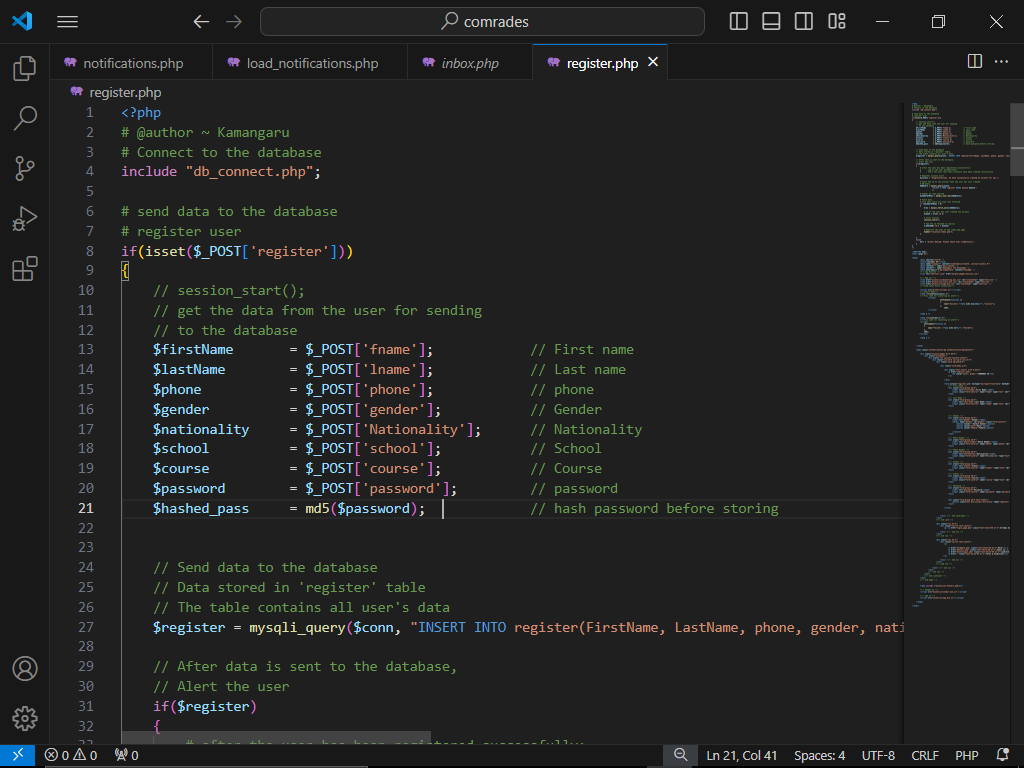 comrades
notifications.php
load_notifications.php
inbox.php
register.php
register.php
1 <?php
2 # @author ~ Kamangaru
3 # Connect to the database
4 include "db_connect.php";
5
6 # send data to the database
7 # register user
8 if(isset($_POST['register']))
9 {
10 // session_start();
11 // get the data from the user for sending
12 // to the database
13 $firstName = $_POST['fname']; // First name
14 $lastName = $_POST['lname']; // Last name
15 $phone = $_POST['phone']; // phone
16 $gender = $_POST['gender']; // Gender
17 $nationality = $_POST['Nationality']; // Nationality
18 $school = $_POST['school']; // School
19 $course = $_POST['course']; // Course
20 $password = $_POST['password']; // password
21 $hashed_pass = md5($password); // hash password before storing
22
23
24 // Send data to the database
25 // Data stored in 'register' table
26 // The table contains all user's data
27 $register = mysqli_query($conn, "INSERT INTO register(FirstName, LastName, phone, gender, nati
28
29 // After data is sent to the database,
30 // Alert the user
31 if($register)
32 {
33 # after the user has been registered successfully;
0 0 0 Ln 21, Col 41 Spaces: 4 UTF-8 CRLF PHP